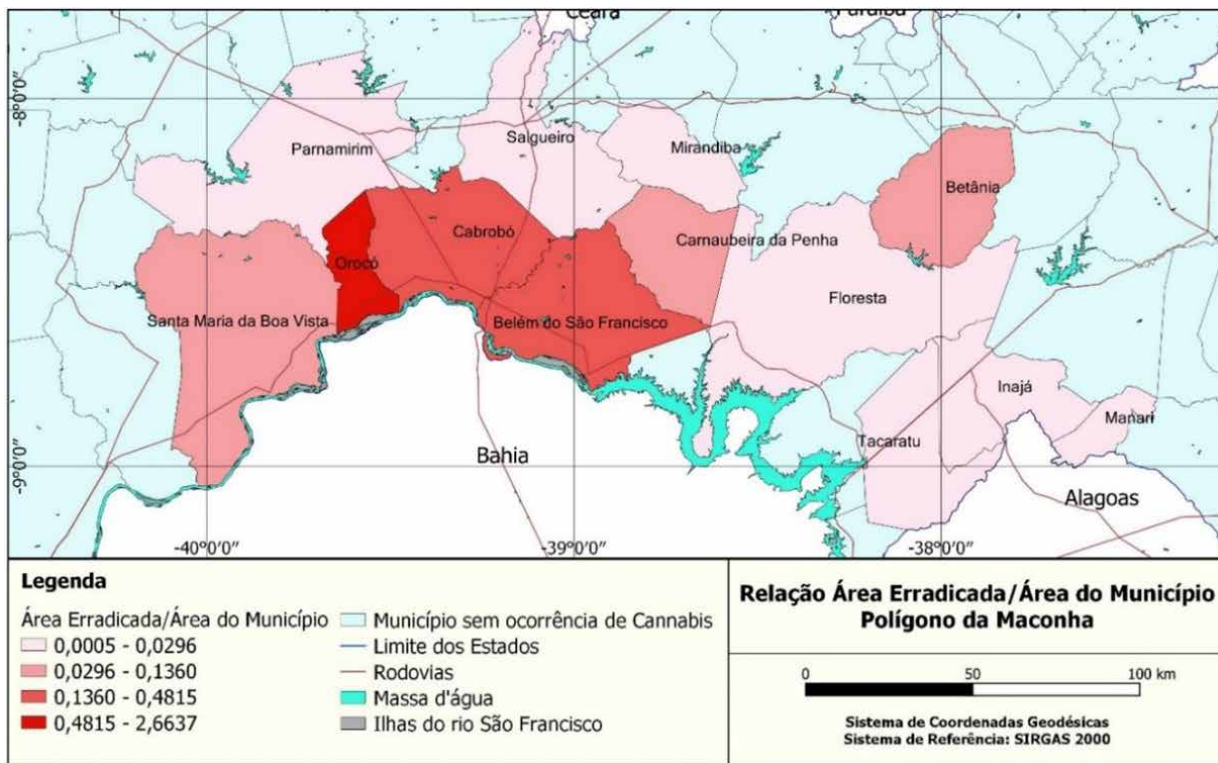 Ceará
Paraíba
-8°0'0"
Salgueiro
Parnamirim
Mirandiba
Betânia
Cabrobó
Carnaubeira da Penha
Orocó
Floresta
Santa Maria da Boa Vista
Belém do São Francisco
Inajá
Manari
Tacaratu
Bahia
-9°0'0"
Alagoas
-40°0'0"
-39°0'0"
-38°0'0"
Legenda
Área Erradicada/Área do Município
0,0005 - 0,0296
0,0296 - 0,1360
0,1360 - 0,4815
0,4815 - 2,6637
Município sem ocorrência de Cannabis
Limite dos Estados
Rodovias
Massa d'água
Ilhas do rio São Francisco
Relação Área Erradicada/Área do Município
Polígono da Maconha
0 50 100 km
Sistema de Coordenadas Geodésicas
Sistema de Referência: SIRGAS 2000